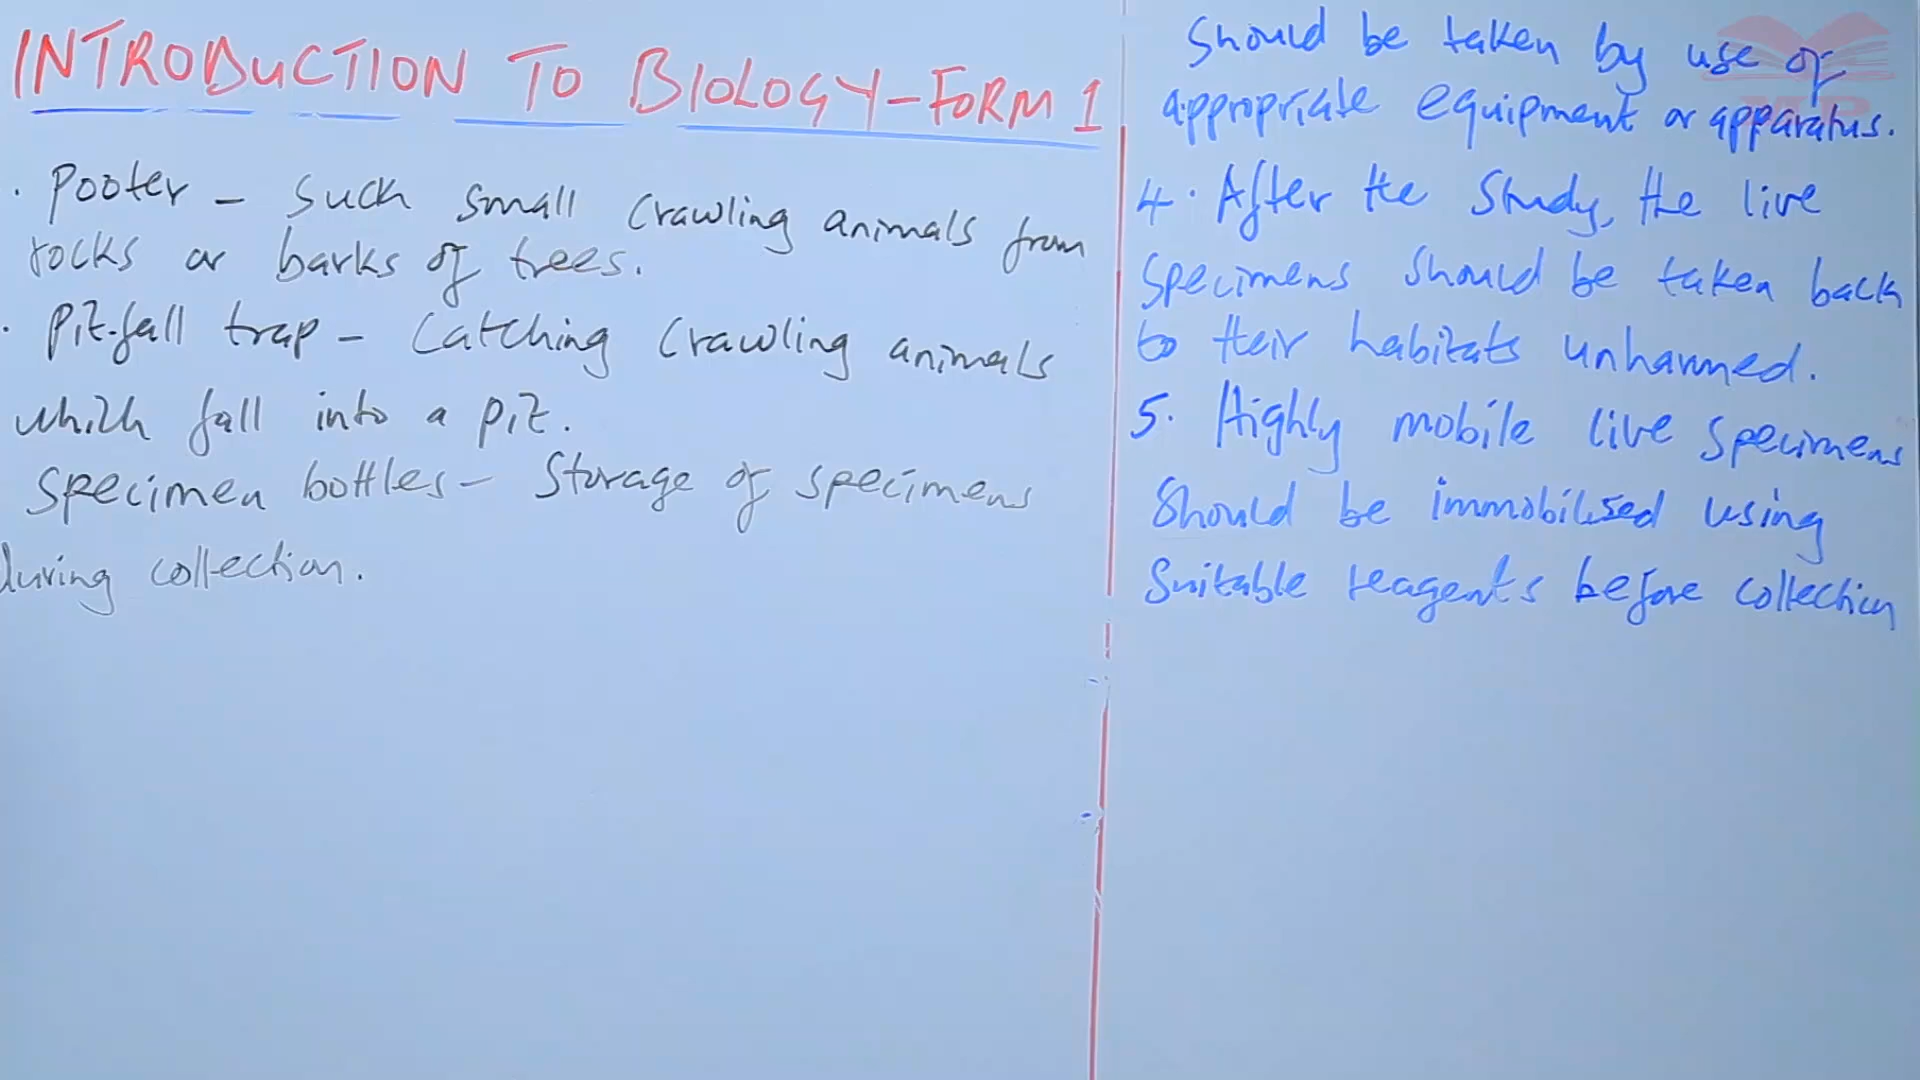 INTRODUCTION TO BIOLOGY-FORM 1
· Pooter – Suck small crawling animals from
rocks or barks of trees.
· Pit-fall trap – Catching crawling animals
which fall into a pit.
Specimen bottles – Storage of specimens
during collection.
Should be taken by use of
appropriate equipment or apparatus.
4. After the study, the live
specimens should be taken back
to their habitats unharmed.
5. Highly mobile live specimens
should be immobilised using
suitable reagents before collection